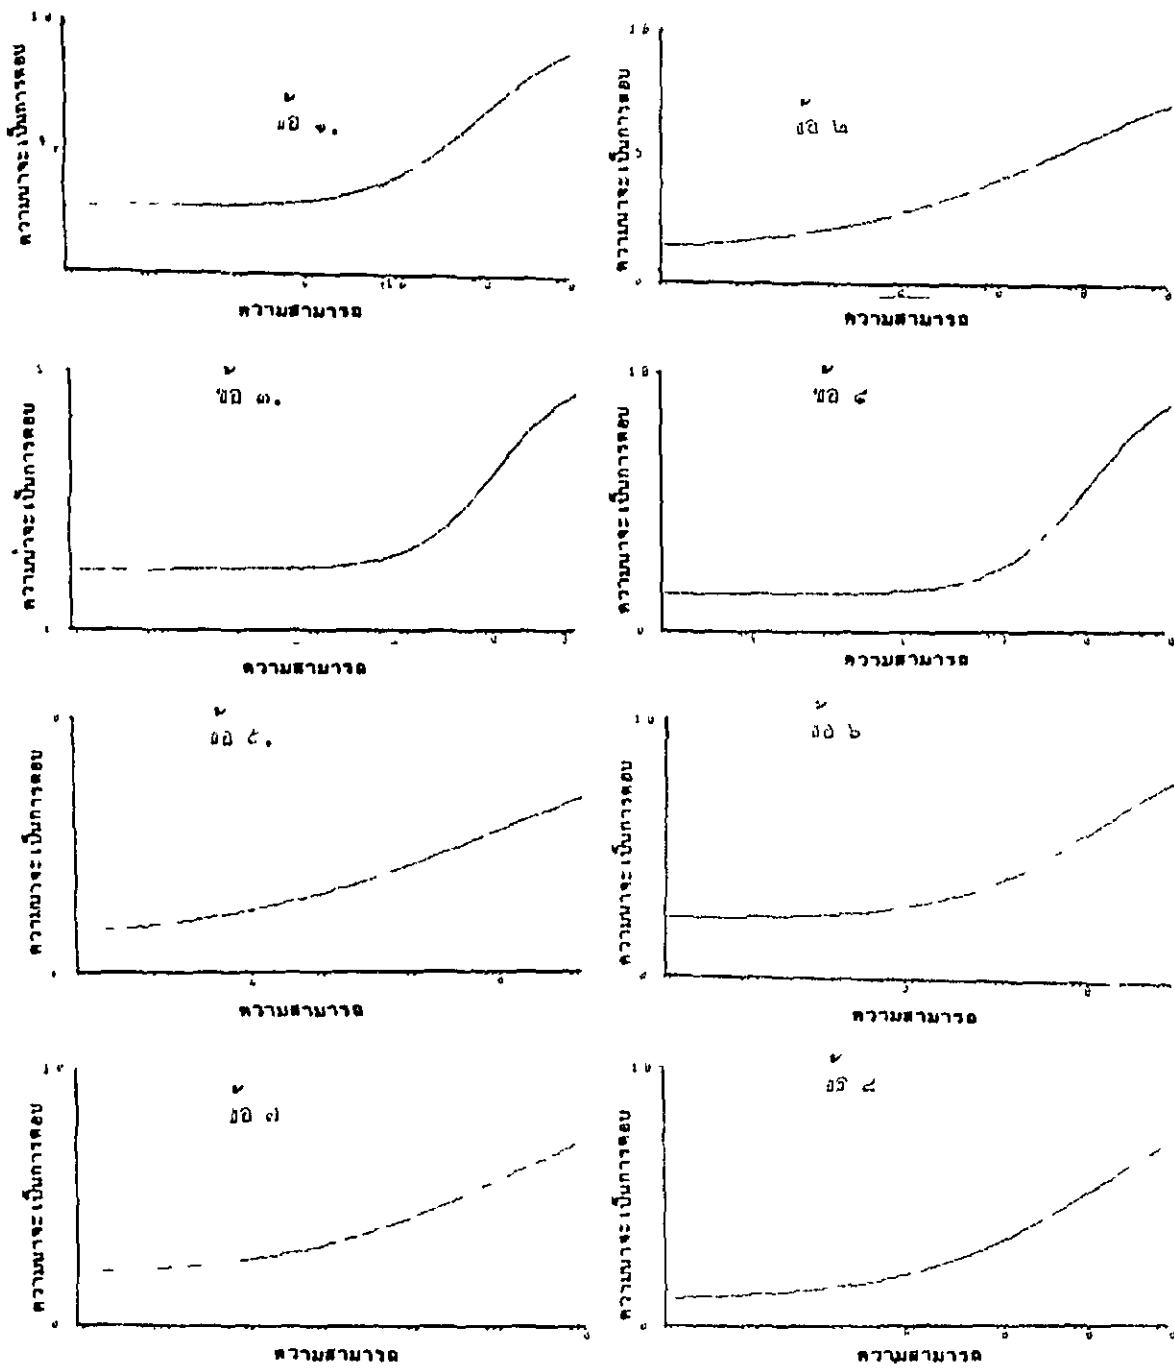 ความน่าจะเป็นการตอบ
ข้อ ๑.
ความสามารถ
ความน่าจะเป็นการตอบ
ข้อ ๒
ความสามารถ
ความน่าจะเป็นการตอบ
ข้อ ๓.
ความสามารถ
ความน่าจะเป็นการตอบ
ข้อ ๔
ความสามารถ
ความน่าจะเป็นการตอบ
ข้อ ๕.
ความสามารถ
ความน่าจะเป็นการตอบ
ข้อ ๖
ความสามารถ
ความน่าจะเป็นการตอบ
ข้อ ๗
ความสามารถ
ความน่าจะเป็นการตอบ
ข้อ ๘
ความสามารถ